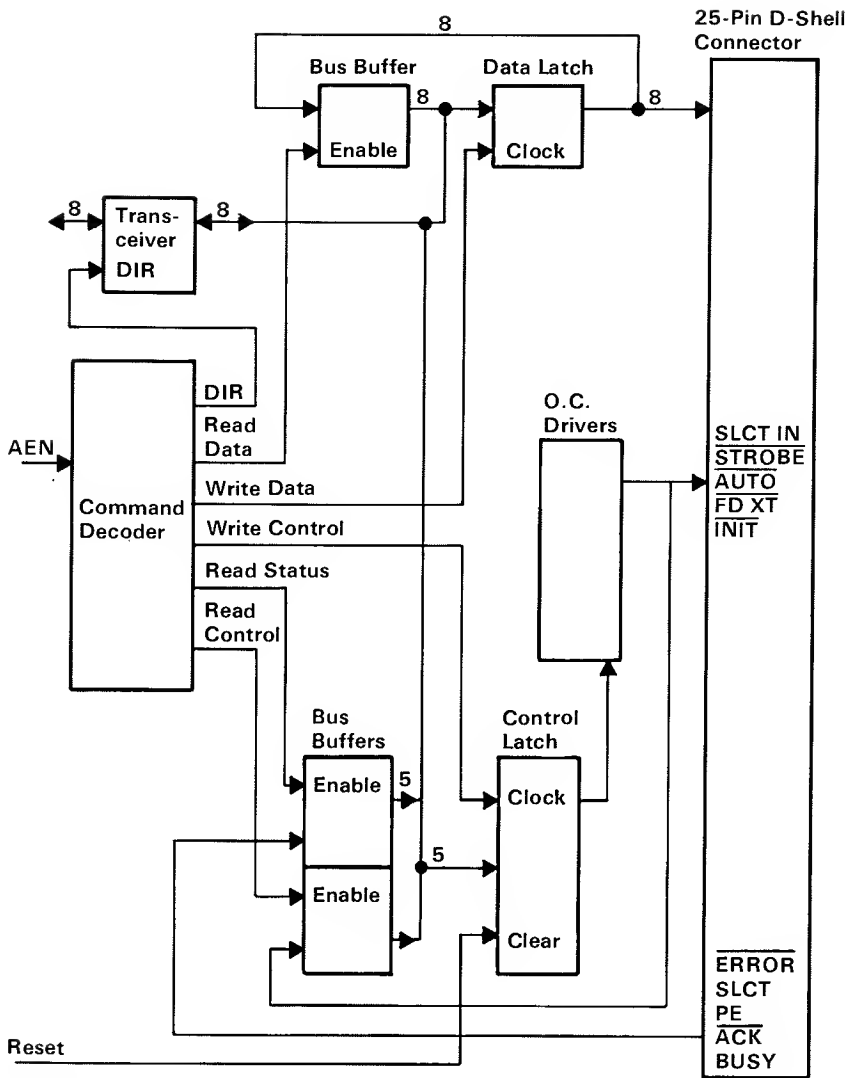 25-Pin D-Shell
Connector
8
Bus Buffer
Data Latch
8
8
Enable
Clock
8
Trans-
ceiver
8
DIR
DIR
Read
Data
AEN
Command
Decoder
Write Data
Write Control
Read Status
Read
Control
O.C.
Drivers
SLCT IN
STROBE
AUTO
FD XT
INIT
Bus
Buffers
Control
Latch
Enable
5
Clock
5
Enable
Clear
ERROR
SLCT
PE
ACK
BUSY
Reset